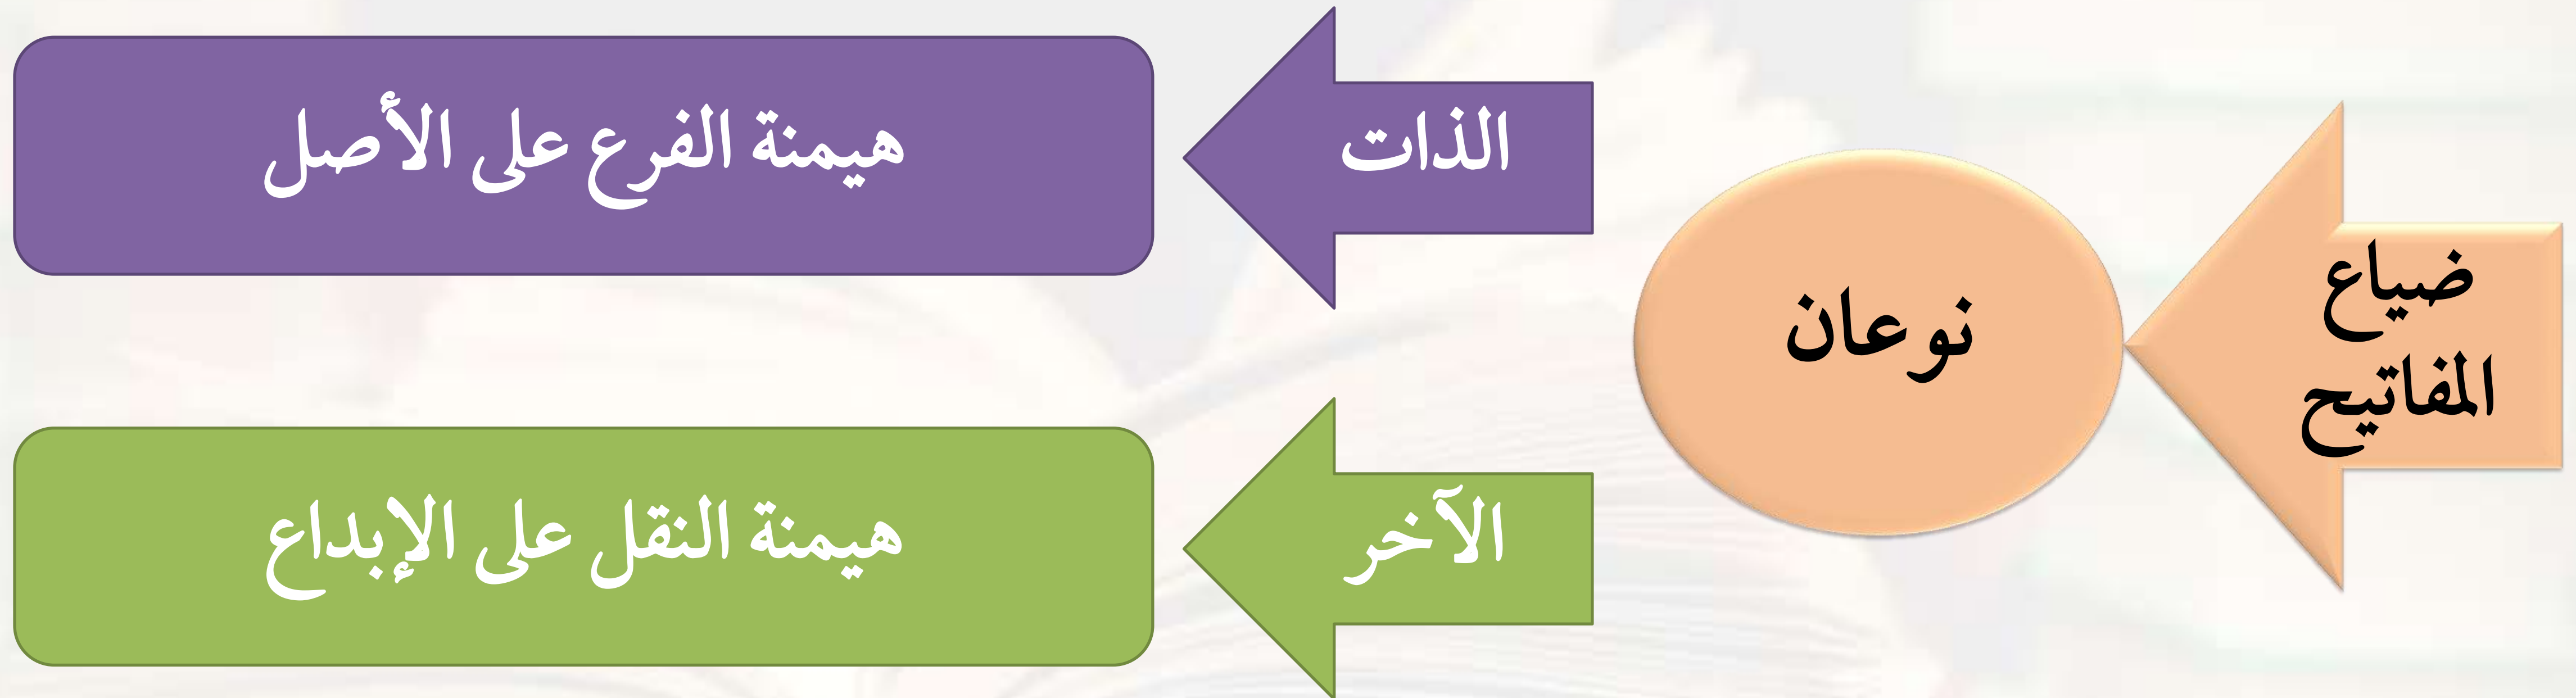 ضياع
المفاتيح
نوعان
الذات
هيمنة الفرع على الأصل
الآخر
هيمنة النقل على الإبداع